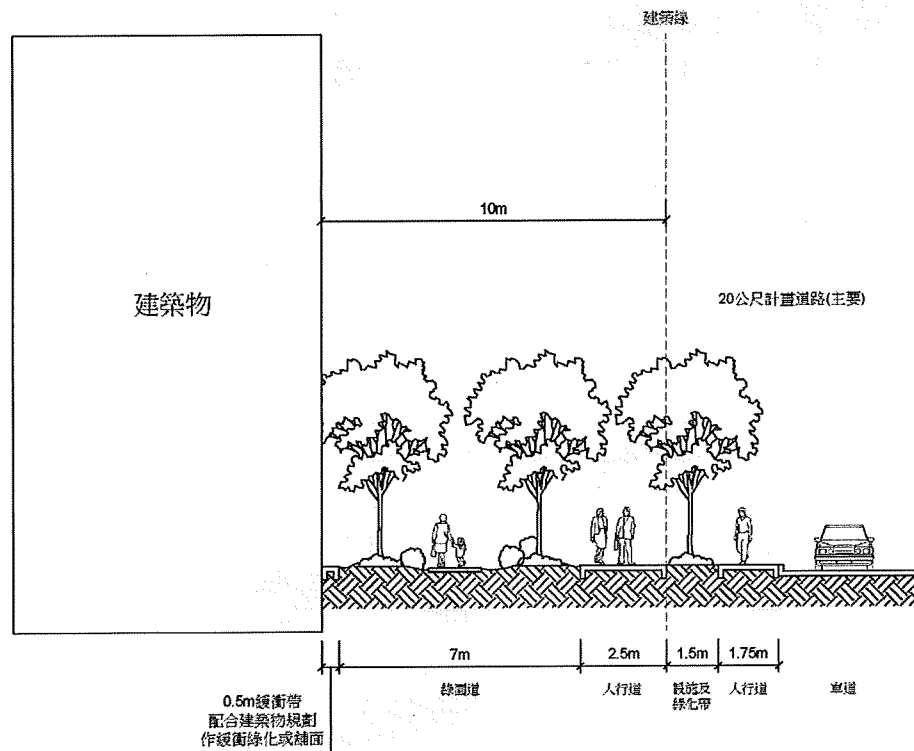 建築線
10m
建築物
20公尺計畫道路(主要)
7m
2.5m
1.5m
1.75m
綠園道
人行道
設施及
綠化帶
人行道
車道
0.5m緩衝帶
配合建築物規劃
作緩衝綠化或舖面